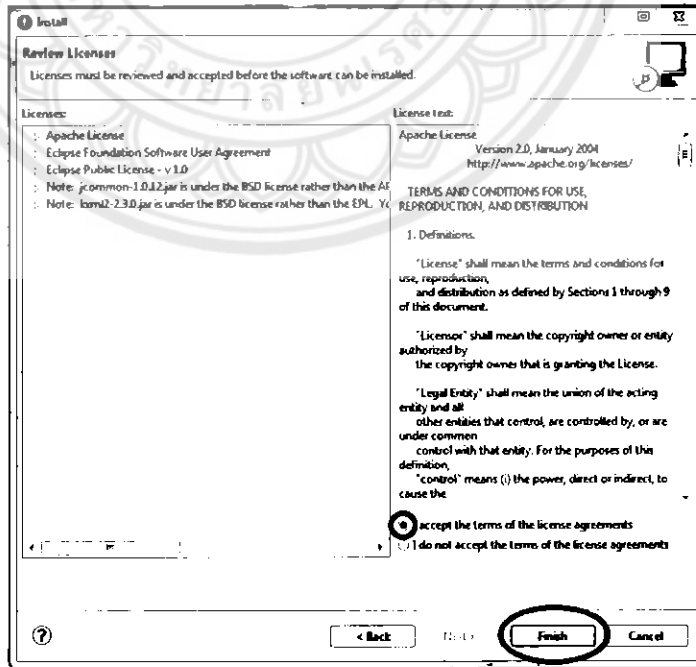 Install
Review Licenses
Licenses must be reviewed and accepted before the software can be installed.
Licenses:
Apache License
Eclipse Foundation Software User Agreement
Eclipse Public License - v 1.0
Note: jcommon-1.0.12.jar is under the BSD license rather than the AF
Note: kxml2-2.3.0.jar is under the BSD license rather than the EPL. Yo
License text:
Apache License
Version 2.0, January 2004
http://www.apache.org/licenses/
TERMS AND CONDITIONS FOR USE,
REPRODUCTION, AND DISTRIBUTION
1. Definitions.
"License" shall mean the terms and conditions for
use, reproduction,
and distribution as defined by Sections 1 through 9
of this document.
"Licensor" shall mean the copyright owner or entity
authorized by
the copyright owner that is granting the License.
"Legal Entity" shall mean the union of the acting
entity and all
other entities that control, are controlled by, or are
under common
control with that entity. For the purposes of this
definition,
"control" means (i) the power, direct or indirect, to
cause the
accept the terms of the license agreements
I do not accept the terms of the license agreements
?
< Back
Next >
Finish
Cancel